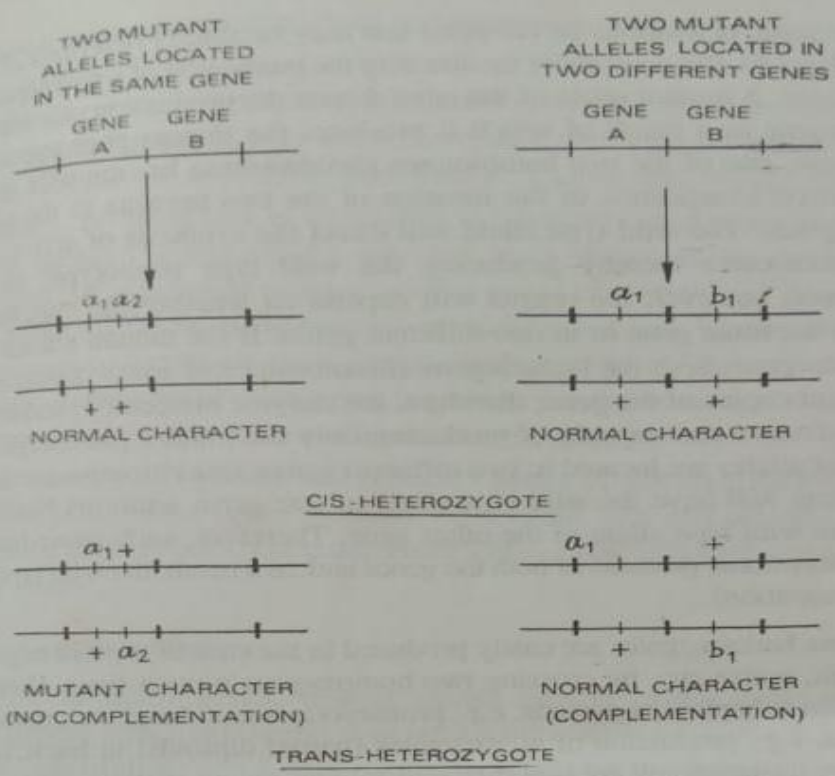 TWO MUTANT
ALLELES LOCATED
IN THE SAME GENE
GENE A GENE B
a1 a2
+ +
NORMAL CHARACTER
TWO MUTANT
ALLELES LOCATED IN
TWO DIFFERENT GENES
GENE A GENE B
a1 b1
+ +
NORMAL CHARACTER
CIS-HETEROZYGOTE
a1 +
+ a2
MUTANT CHARACTER
(NO COMPLEMENTATION)
a1 +
+ b1
NORMAL CHARACTER
(COMPLEMENTATION)
TRANS-HETEROZYGOTE